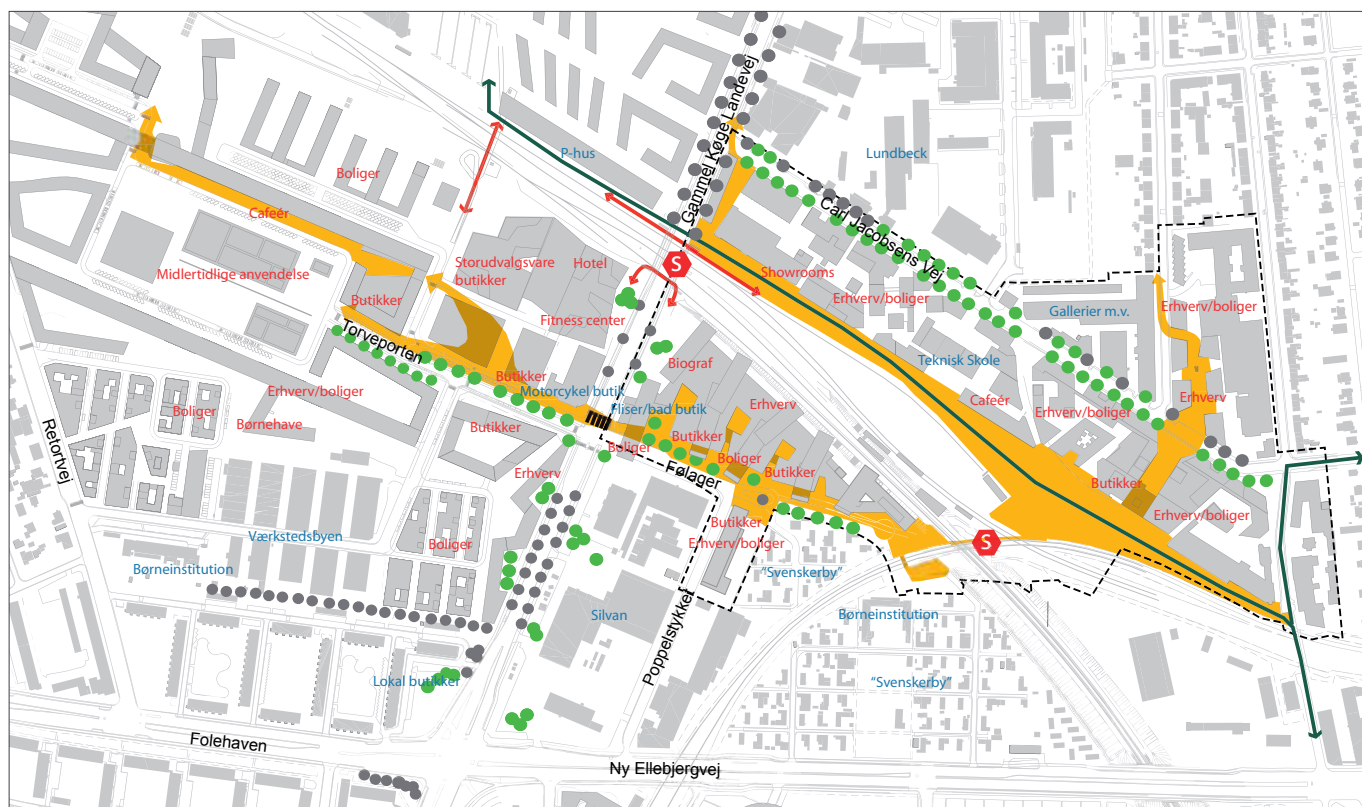 Gammel Køge Landevej
P-hus
Lundbeck
Boliger
Carl Jacobsens Vej
Cafeér
Storudvalgsvare
butikker
Hotel
S
Showrooms
Midlertidlige anvendelse
Erhverv/boliger
Butikker
Gallerier m.v.
Erhverv/boliger
Fitness center
Torveporten
Biograf
Teknisk Skole
Butikker
Motorcykel butik
Erhverv/boliger
Cafeér
Erhverv
Fliser/bad butik
Erhverv
Boliger
Børnehave
Butikker
Erhverv/boliger
Retortvej
Butikker
Boliger
Boliger
Følager
Butikker
Erhverv
Butikker
Butikker
Erhverv/boliger
Værkstedsbyen
Boliger
Erhverv/boliger
S
Børneinstitution
"Svenskerby"
Silvan
Børneinstitution
Poppelstykket
Lokal butikker
"Svenskerby"
Folehaven
Ny Ellebjergvej